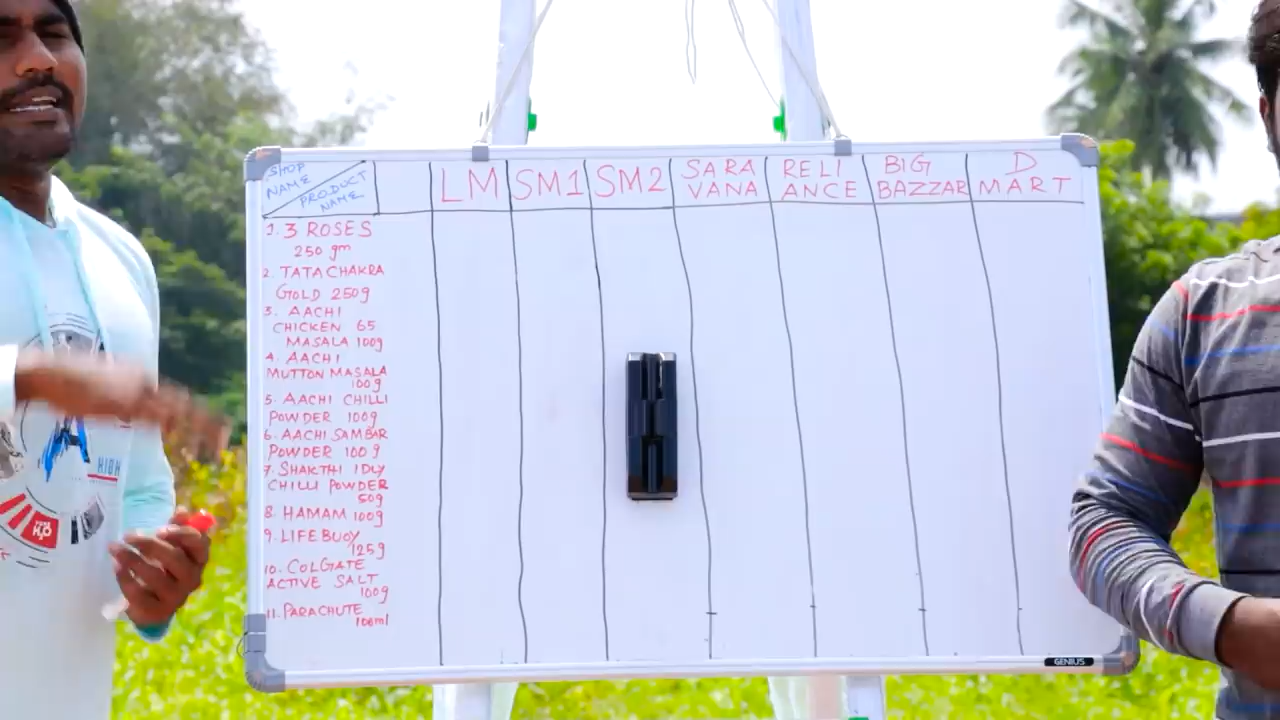 SHOP
NAME
PRODUCT
NAME
LM
SM1
SM2
SARA
VANA
RELI
ANCE
BIG
BAZZAR
D
MART
1. 3 ROSES
250 gm
2. TATA CHAKRA
GOLD 250g
3. AACHI
CHICKEN 65
MASALA 100g
4. AACHI
MUTTON MASALA
100g
5. AACHI CHILLI
POWDER 100g
6. AACHI SAMBAR
POWDER 100g
7. SHAKTHI IDLY
CHILLI POWDER
50g
8. HAMAM 100g
9. LIFEBUOY
125g
10. COLGATE
ACTIVE SALT
100g
11. PARACHUTE
100ml
GENIUS
HIGH
H2O